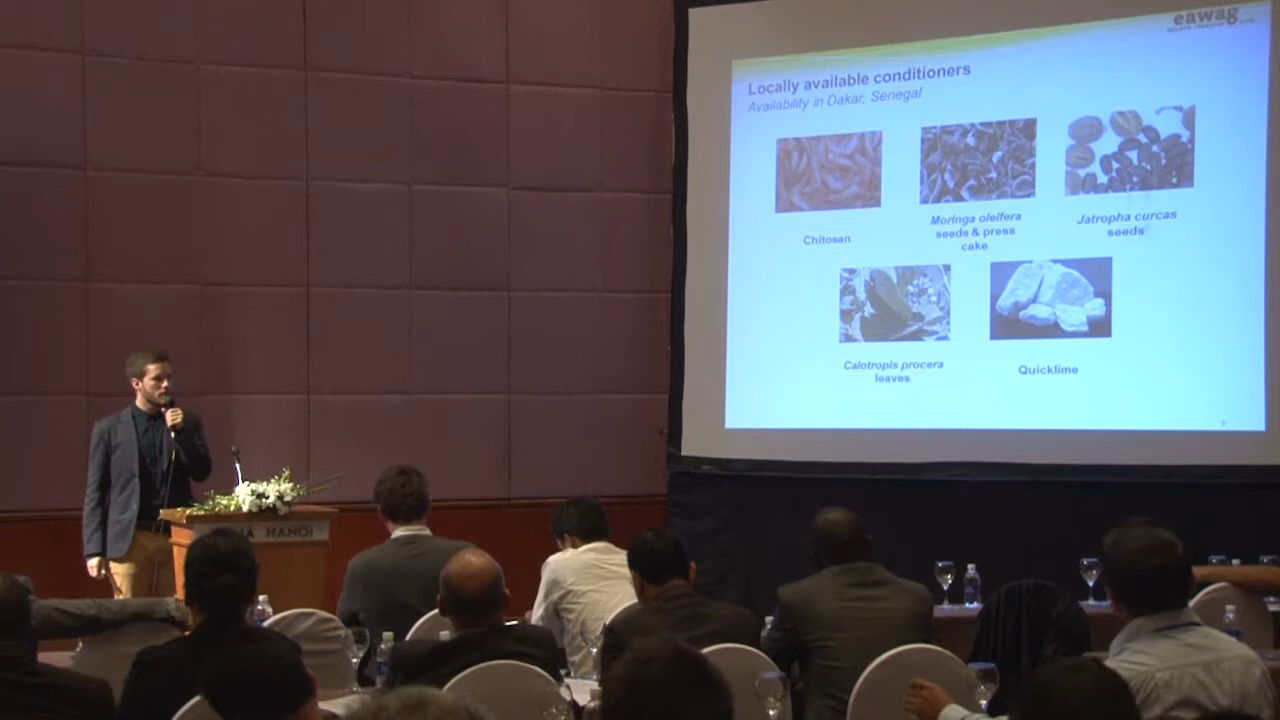 eawag
Locally available conditioners
Availability in Dakar, Senegal
Chitosan
Moringa oleifera
seeds & press
cake
Jatropha curcas
seeds
Calotropis procera
leaves
Quicklime
HANOI